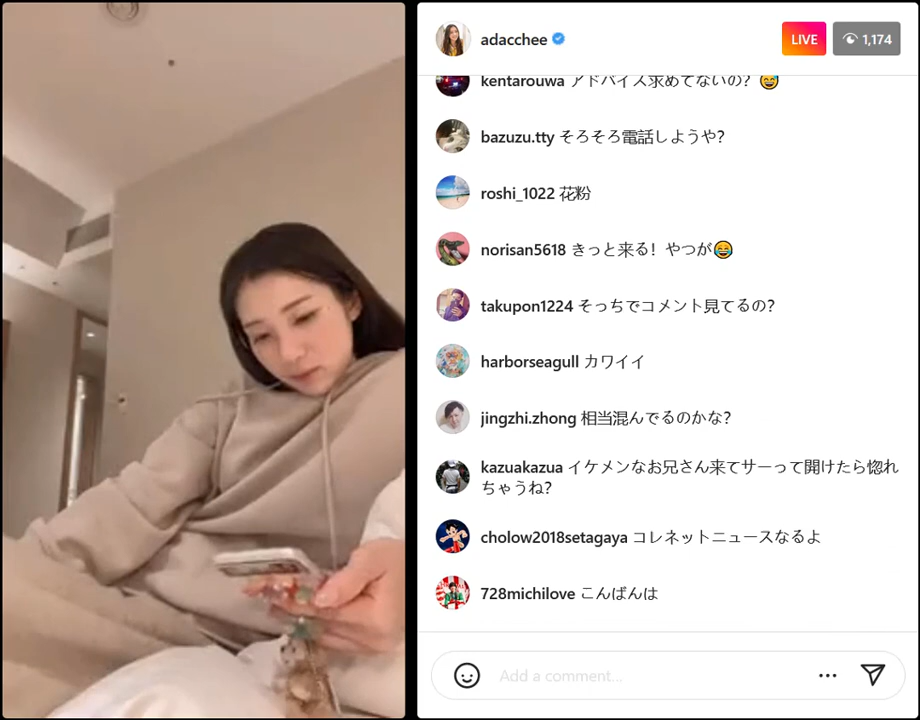 adacchee
LIVE
1,174
kentarouwa アドバイス求めてないの？😅
bazuzu.tty そろそろ電話しようや？
roshi_1022 花粉
norisan5618 きっと来る！やつが😂
takupon1224 そっちでコメント見てるの？
harborseagull カワイイ
jingzhi.zhong 相当混んでるのかな？
kazuakazua イケメンなお兄さん来てサーって開けたら惚れ
ちゃうね？
cholow2018setagaya コレネットニュースなるよ
728michilove こんばんは
Add a comment...